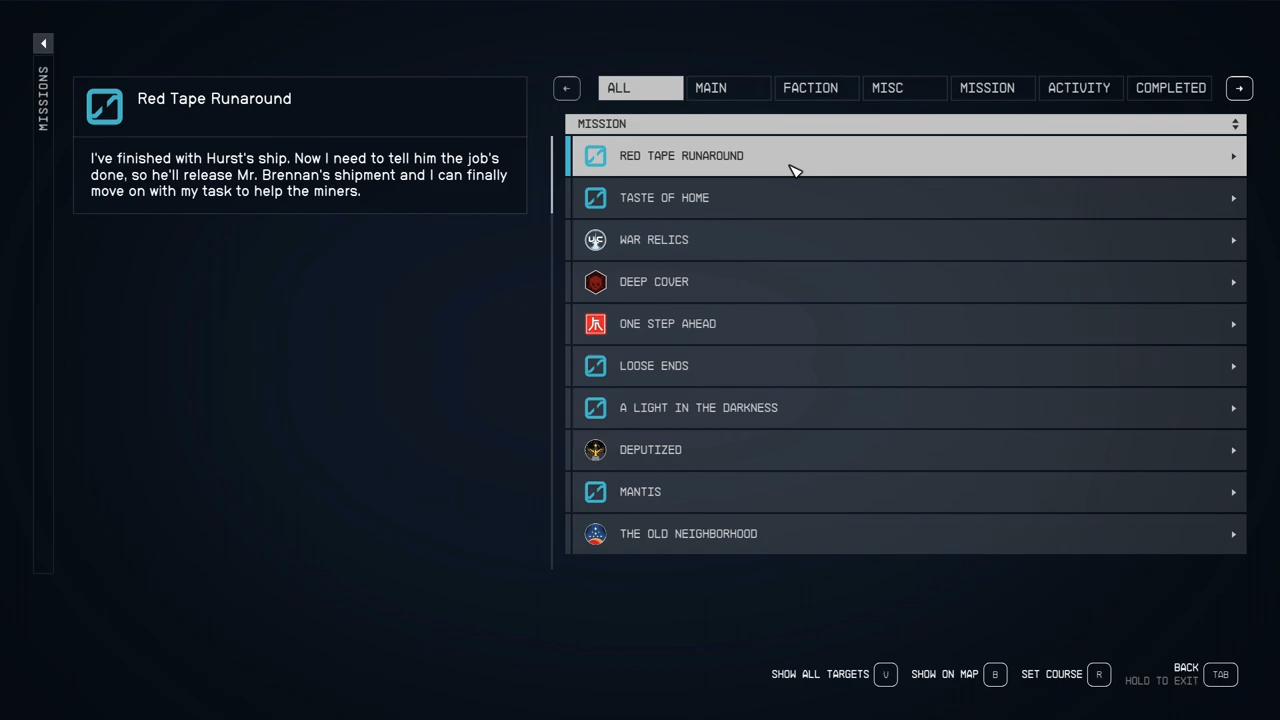 MISSIONS
Red Tape Runaround
I've finished with Hurst's ship. Now I need to tell him the job's
done, so he'll release Mr. Brennan's shipment and I can finally
move on with my task to help the miners.
ALL MAIN FACTION MISC MISSION ACTIVITY COMPLETED
MISSION
RED TAPE RUNAROUND
TASTE OF HOME
WAR RELICS
DEEP COVER
ONE STEP AHEAD
LOOSE ENDS
A LIGHT IN THE DARKNESS
DEPUTIZED
MANTIS
THE OLD NEIGHBORHOOD
SHOW ALL TARGETS V SHOW ON MAP B SET COURSE R BACK TAB
HOLD TO EXIT